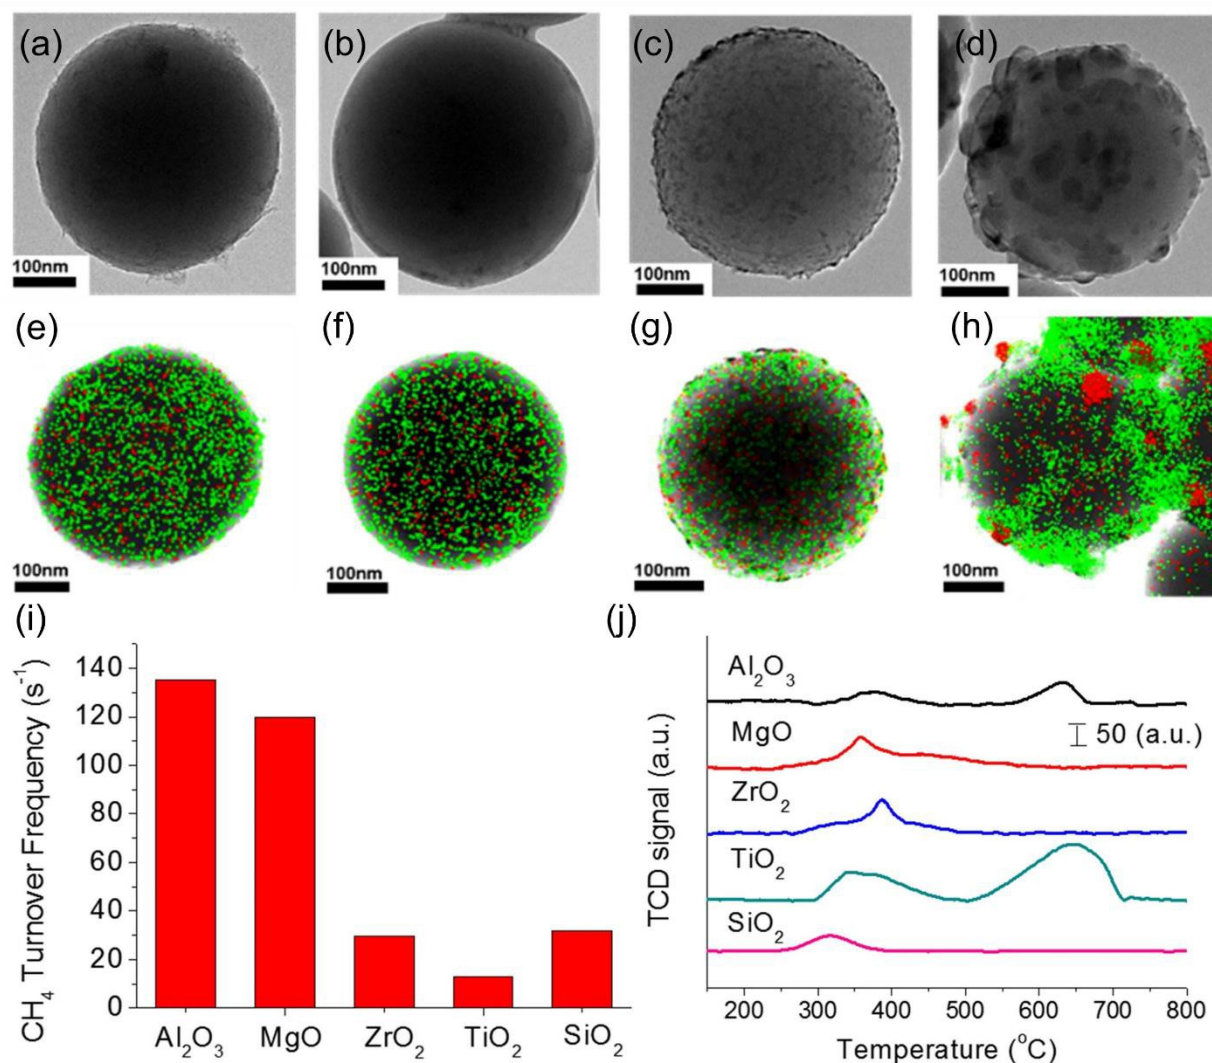 (a) (b) (c) (d)
100nm 100nm 100nm 100nm
(e) (f) (g) (h)
100nm 100nm 100nm 100nm
(i) (j)
CH₄ Turnover Frequency (s⁻¹)
140
120
100
80
60
40
20
0
Al₂O₃ MgO ZrO₂ TiO₂ SiO₂
TCD signal (a.u.)
Al₂O₃
50 (a.u.)
MgO
ZrO₂
TiO₂
SiO₂
200 300 400 500 600 700 800
Temperature (°C)